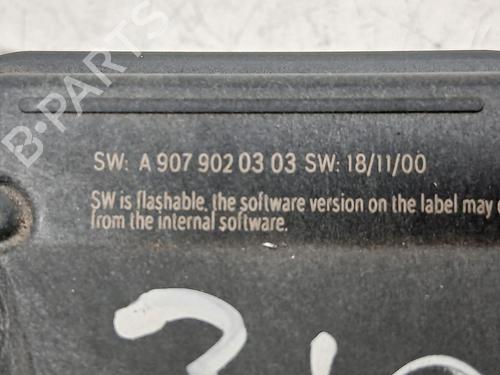 B-PARTS
SW: A 907 902 03 03 SW: 18/11/00
SW is flashable, the software version on the label may
from the internal software.